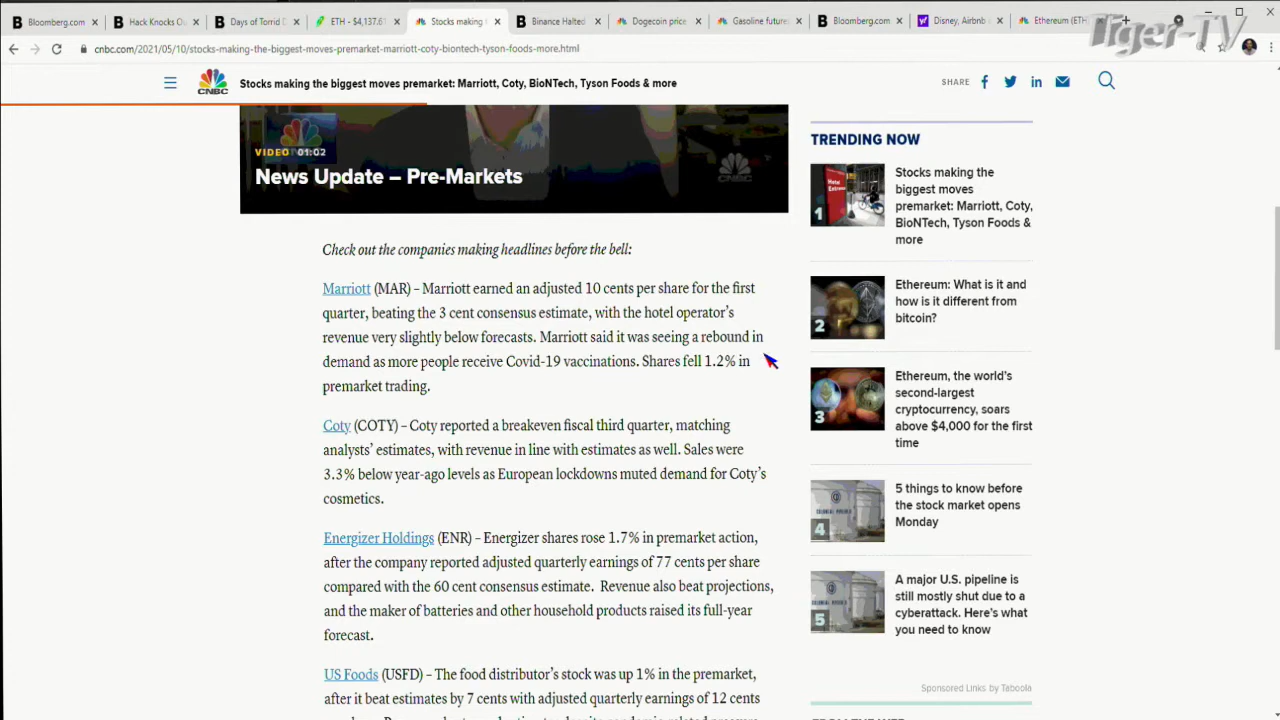 Bloomberg.com
Hack Knocks Ou
Days of Torrid D
ETH - $4,137.6
Stocks making
Binance Halted
Dogecoin price
Gasoline future
Bloomberg.com
Disney, Airbnb
Ethereum (ETH
Tiger-TV
cnbc.com/2021/05/10/stocks-making-the-biggest-moves-premarket-marriott-coty-biontech-tyson-foods-more.html
CNBC
Stocks making the biggest moves premarket: Marriott, Coty, BioNTech, Tyson Foods & more
SHARE
VIDEO 01:02
News Update – Pre-Markets
CNBC
Check out the companies making headlines before the bell:
Marriott (MAR) – Marriott earned an adjusted 10 cents per share for the first
quarter, beating the 3 cent consensus estimate, with the hotel operator's
revenue very slightly below forecasts. Marriott said it was seeing a rebound in
demand as more people receive Covid-19 vaccinations. Shares fell 1.2% in
premarket trading.
Coty (COTY) – Coty reported a breakeven fiscal third quarter, matching
analysts' estimates, with revenue in line with estimates as well. Sales were
3.3% below year-ago levels as European lockdowns muted demand for Coty's
cosmetics.
Energizer Holdings (ENR) – Energizer shares rose 1.7% in premarket action,
after the company reported adjusted quarterly earnings of 77 cents per share
compared with the 60 cent consensus estimate. Revenue also beat projections,
and the maker of batteries and other household products raised its full-year
forecast.
US Foods (USFD) – The food distributor's stock was up 1% in the premarket,
after it beat estimates by 7 cents with adjusted quarterly earnings of 12 cents
TRENDING NOW
1
Stocks making the
biggest moves
premarket: Marriott, Coty,
BioNTech, Tyson Foods &
more
2
Ethereum: What is it and
how is it different from
bitcoin?
3
Ethereum, the world's
second-largest
cryptocurrency, soars
above $4,000 for the first
time
4
5 things to know before
the stock market opens
Monday
5
A major U.S. pipeline is
still mostly shut due to a
cyberattack. Here's what
you need to know
Sponsored Links by Taboola